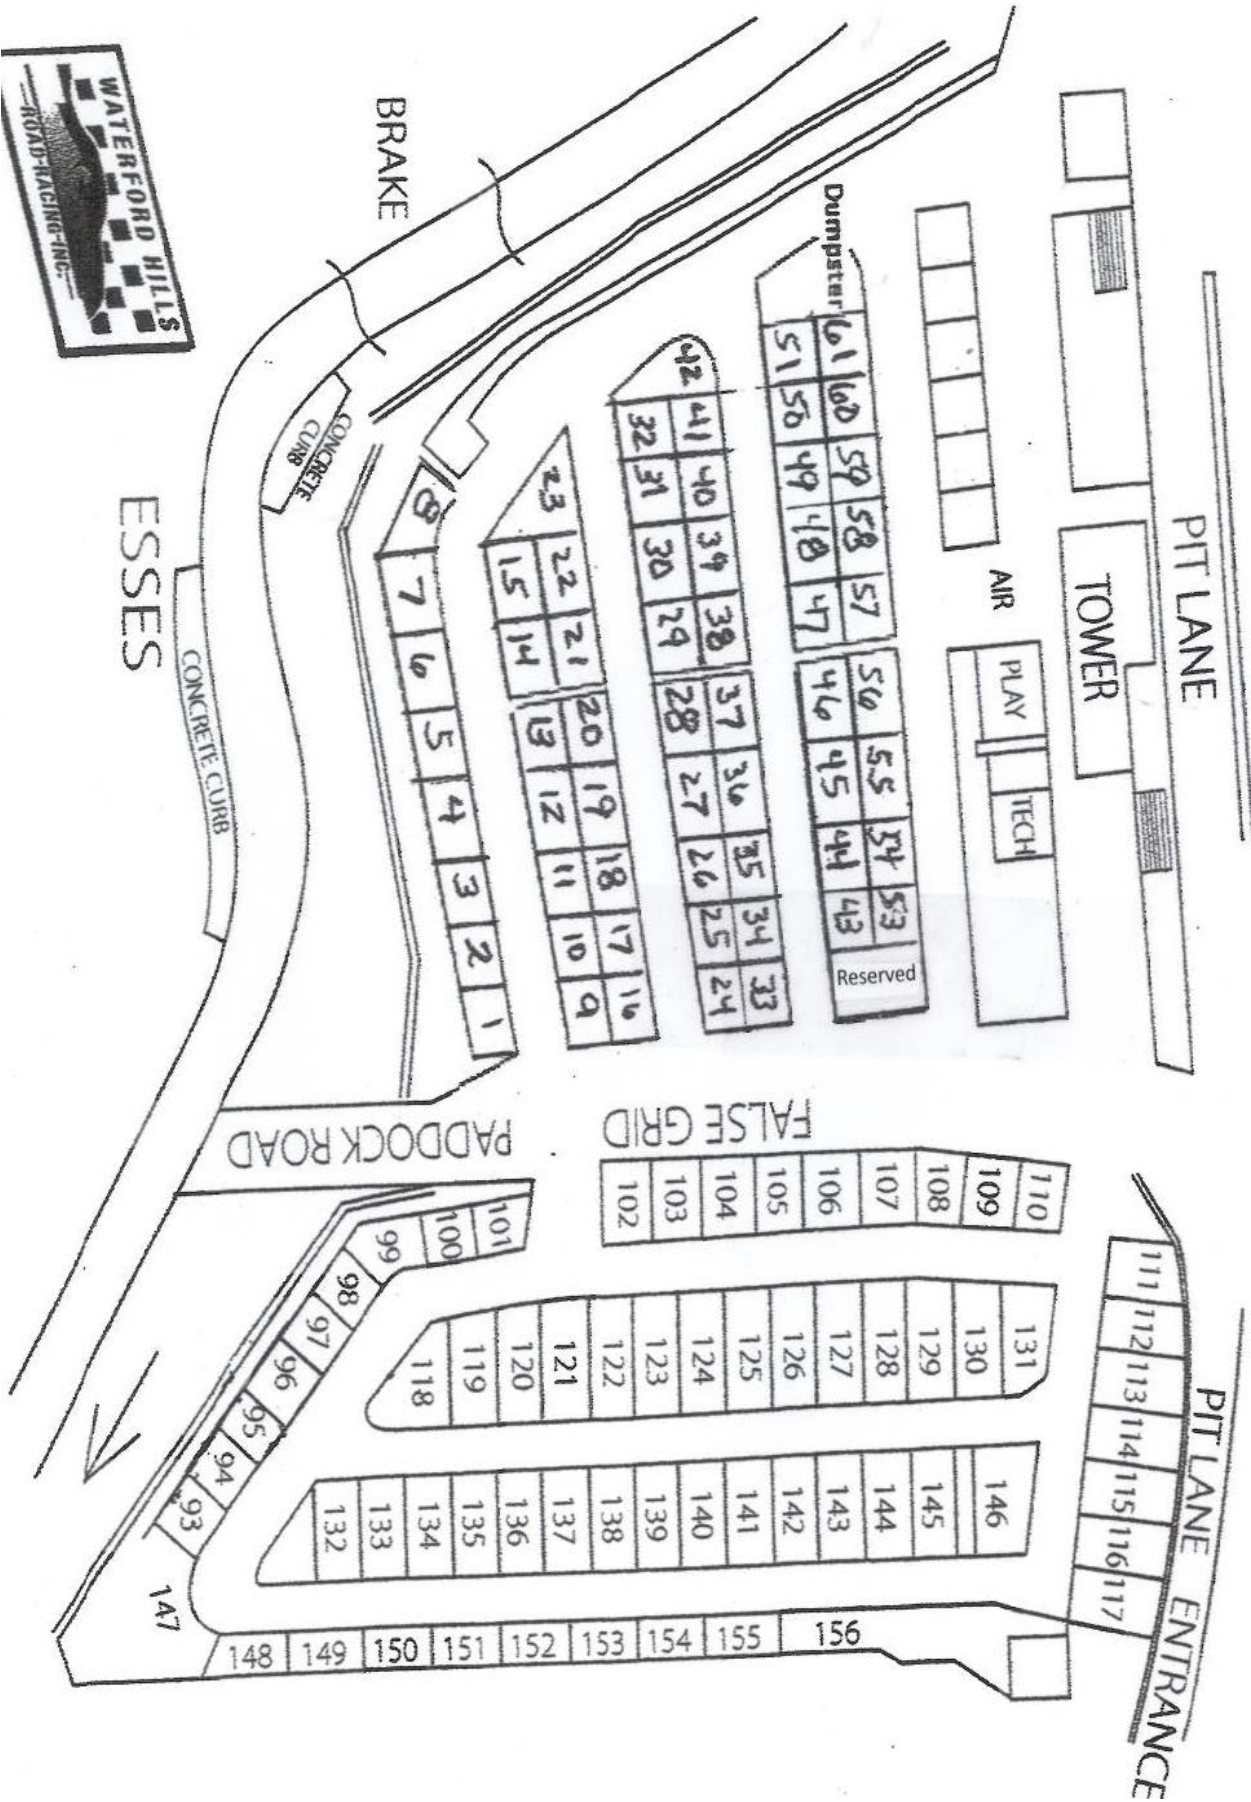 WATERFORD HILLS
ROAD-RACING-INC.
BRAKE
CONCRETE
CURB
ESSES
CONCRETE CURB
PIT LANE
TOWER
AIR
PLAY
TECH
Dumpster
61 60 59 58 57 56 55 54 53
51 50 49 48 47 46 45 44 43
Reserved
42 41 40 39 38 37 36 35 34 33
32 31 30 29 28 27 26 25 24
23 22 21 20 19 18 17 16
15 14 13 12 11 10 9
8 7 6 5 4 3 2 1
PADDOCK ROAD
FALSE GRID
102 103 104 105 106 107 108 109 110
101 100 99 98 97 96 95 94 93
111 112 113 114 115 116 117
PIT LANE ENTRANCE
118 119 120 121 122 123 124 125 126 127 128 129 130 131
132 133 134 135 136 137 138 139 140 141 142 143 144 145 146
147
148 149 150 151 152 153 154 155 156